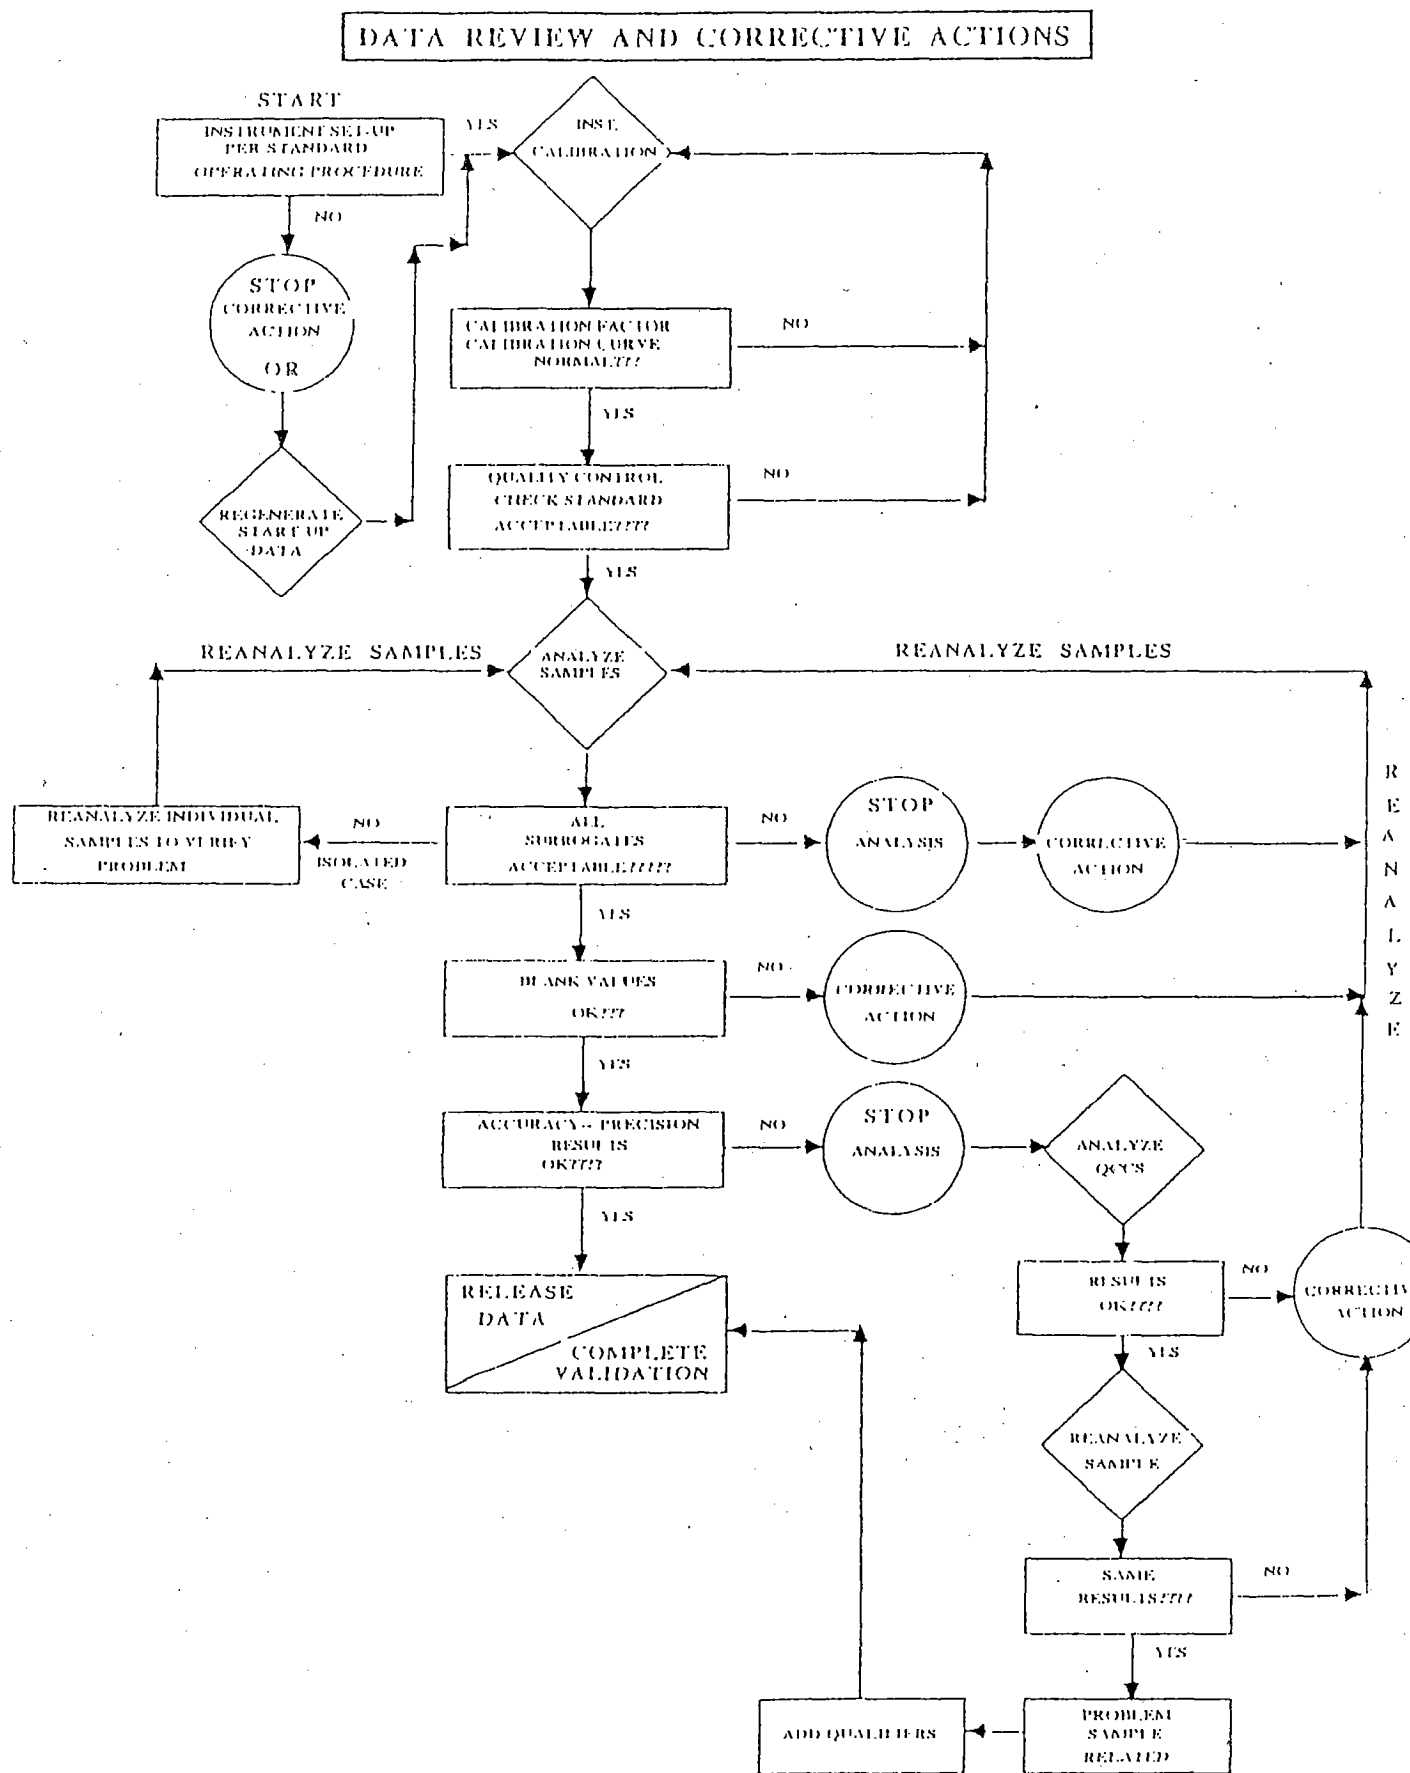 DATA REVIEW AND CORRECTIVE ACTIONS
START
INSTRUMENT SET-UP
PER STANDARD
OPERATING PROCEDURE
YES
INST.
CALIBRATION
NO
STOP
CORRECTIVE
ACTION
OR
CALIBRATION FACTOR
CALIBRATION CURVE
NORMAL???
NO
YES
REGENERATE
START UP
DATA
QUALITY CONTROL
CHECK STANDARD
ACCEPTABLE????
NO
YES
REANALYZE SAMPLES
ANALYZE
SAMPLES
REANALYZE SAMPLES
REANALYZE
REANALYZE INDIVIDUAL
SAMPLES TO VERIFY
PROBLEM
NO
ISOLATED
CASE
ALL
SURROGATES
ACCEPTABLE?????
NO
STOP
ANALYSIS
CORRECTIVE
ACTION
YES
BLANK VALUES
OK???
NO
CORRECTIVE
ACTION
YES
ACCURACY - PRECISION
RESULTS
OK????
NO
STOP
ANALYSIS
ANALYZE
QCCS
YES
RELEASE
DATA
COMPLETE
VALIDATION
RESULTS
OK????
NO
CORRECTIV
ACTION
YES
REANALYZE
SAMPLE
SAME
RESULTS????
NO
YES
PROBLEM
SAMPLE
RELATED
ADD QUALIFIERS